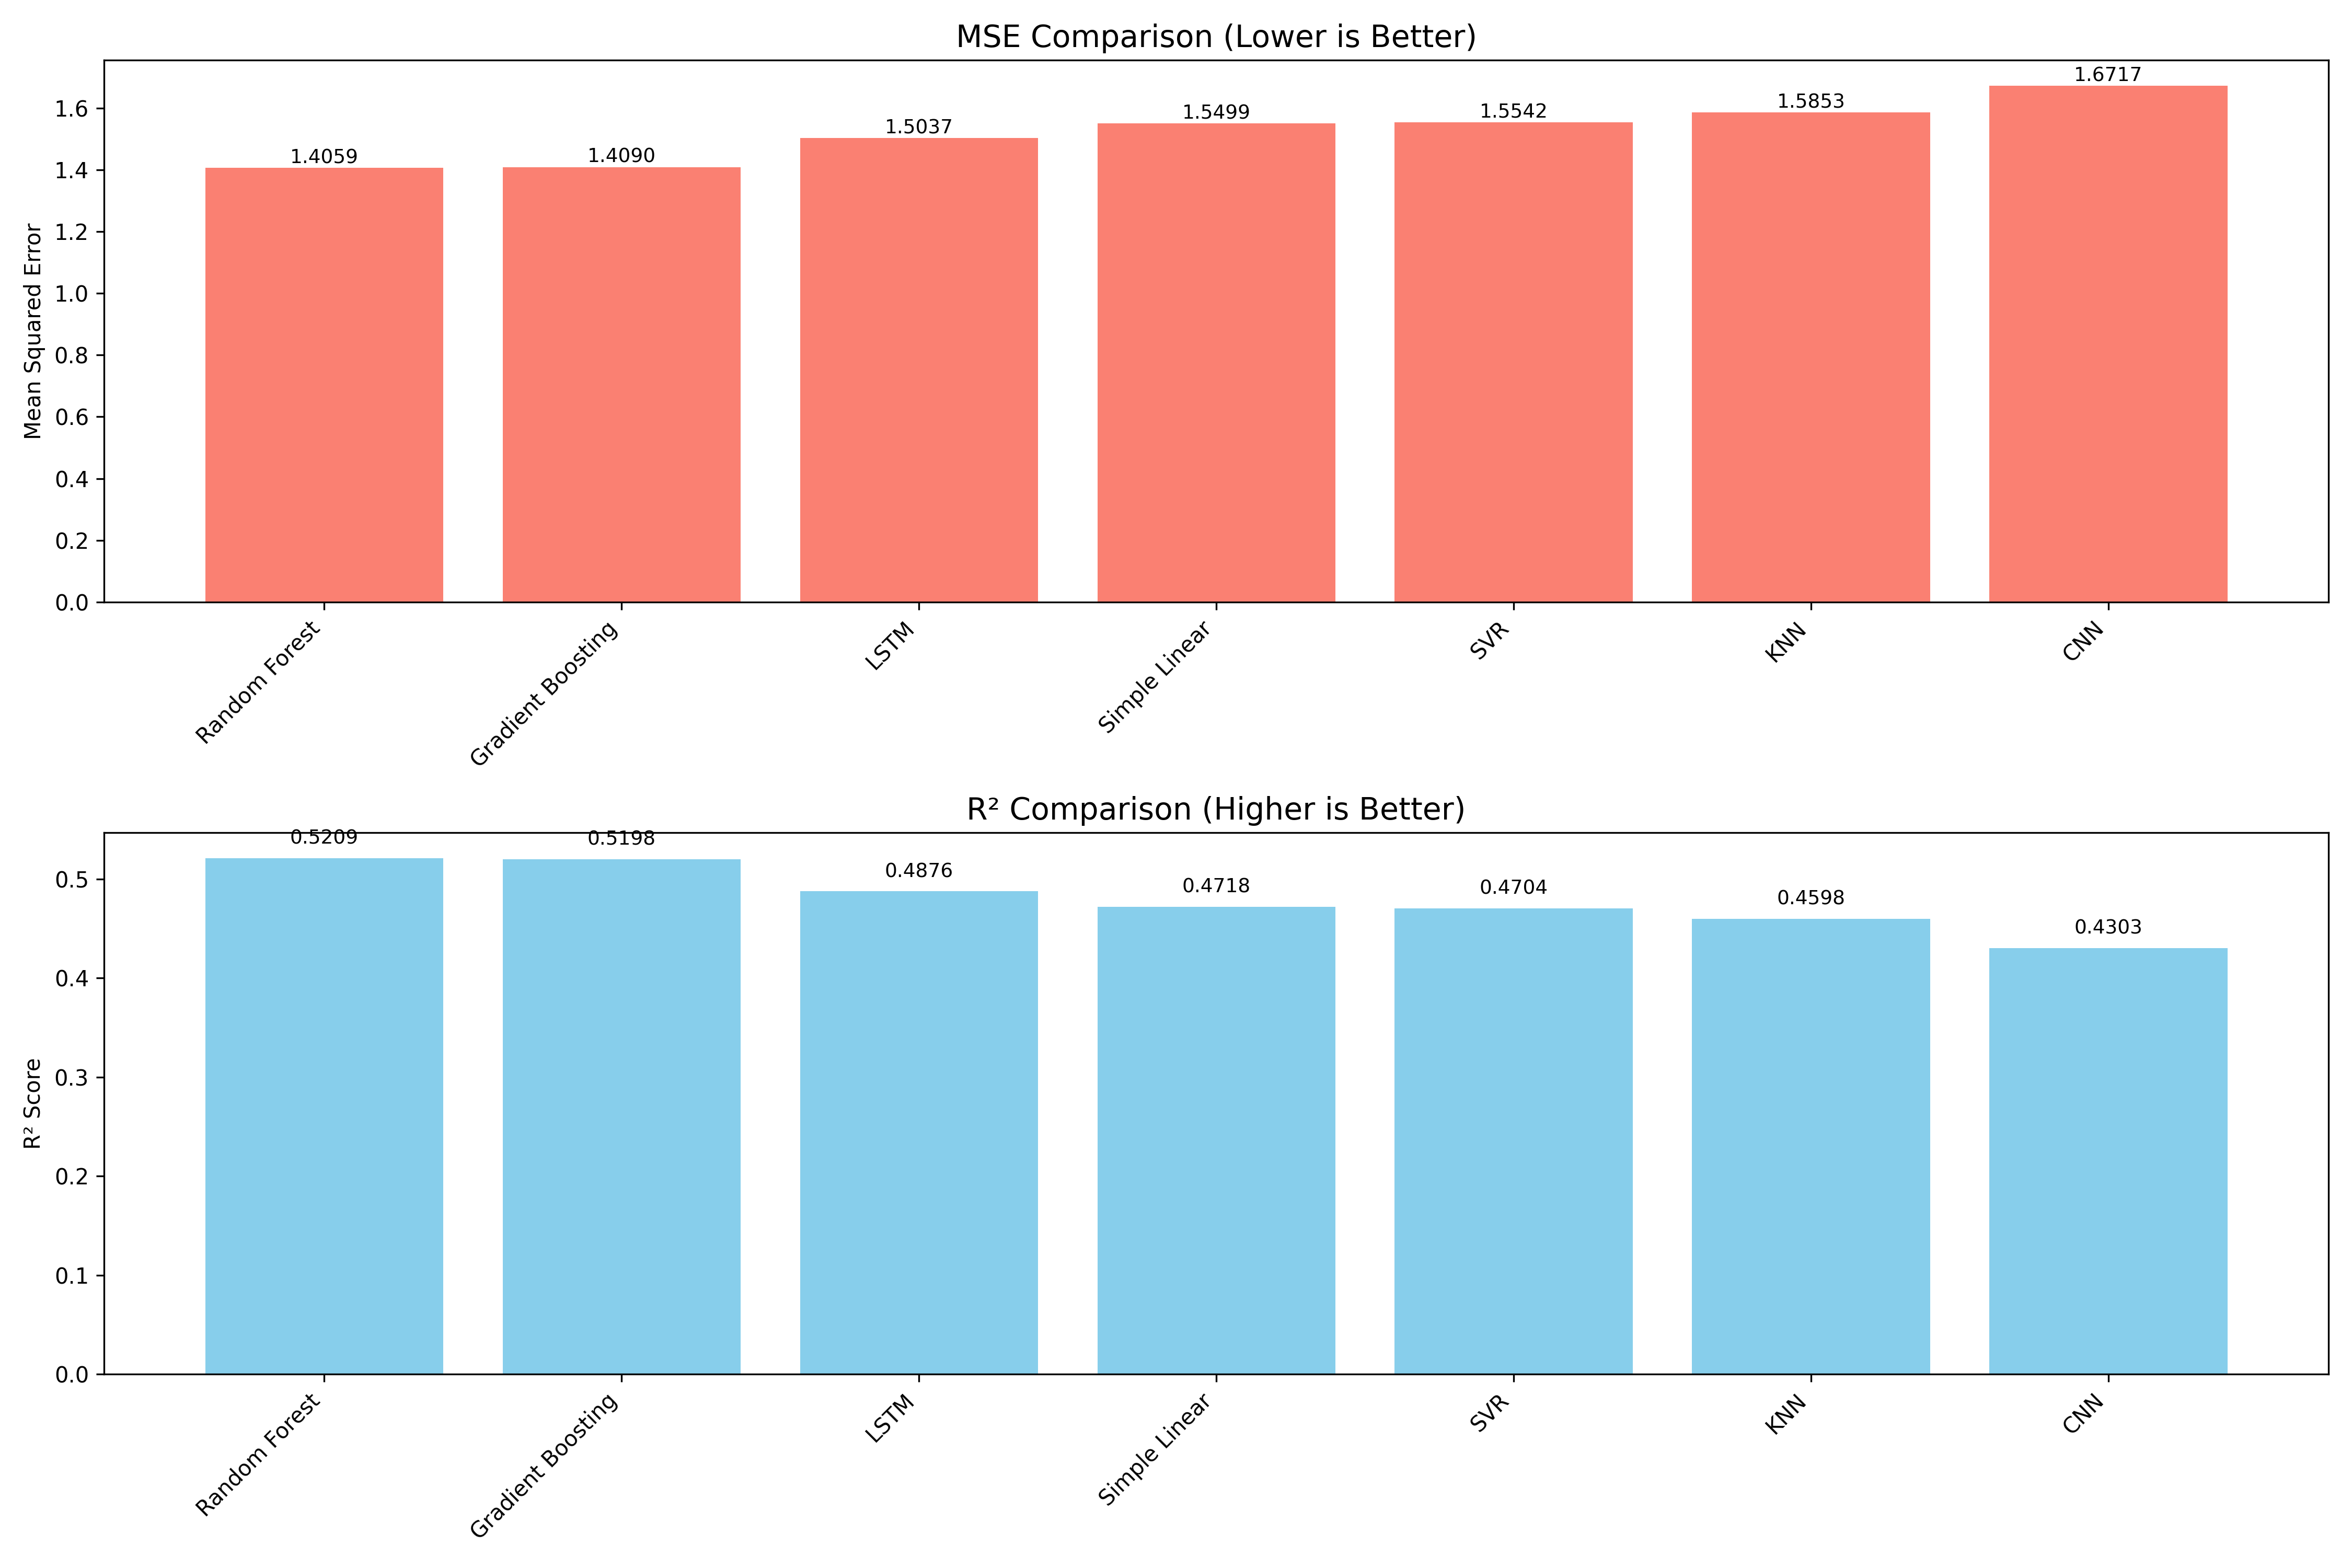 MSE Comparison (Lower is Better)
Mean Squared Error
1.6
1.4
1.2
1.0
0.8
0.6
0.4
0.2
0.0
1.4059
1.4090
1.5037
1.5499
1.5542
1.5853
1.6717
Random Forest
Gradient Boosting
LSTM
Simple Linear
SVR
KNN
CNN
R² Comparison (Higher is Better)
R² Score
0.5
0.4
0.3
0.2
0.1
0.0
0.5209
0.5198
0.4876
0.4718
0.4704
0.4598
0.4303
Random Forest
Gradient Boosting
LSTM
Simple Linear
SVR
KNN
CNN